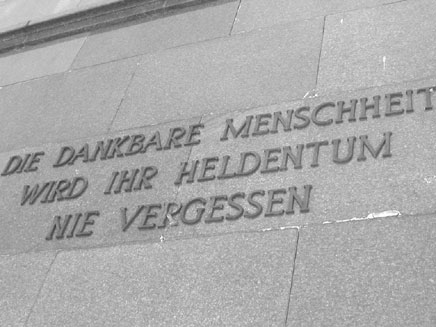 DIE DANKBARE MENSCHHEIT
WIRD IHR HELDENTUM
NIE VERGESSEN